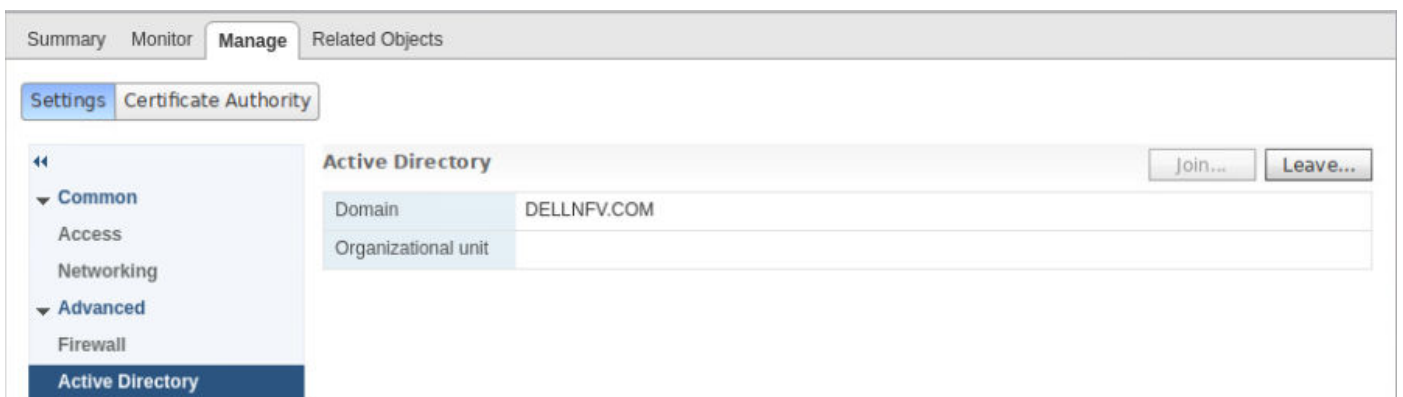 Summary Monitor Manage Related Objects
Settings Certificate Authority
Active Directory Join... Leave...
Common
Domain DELLNFV.COM
Access
Organizational unit
Networking
Advanced
Firewall
Active Directory